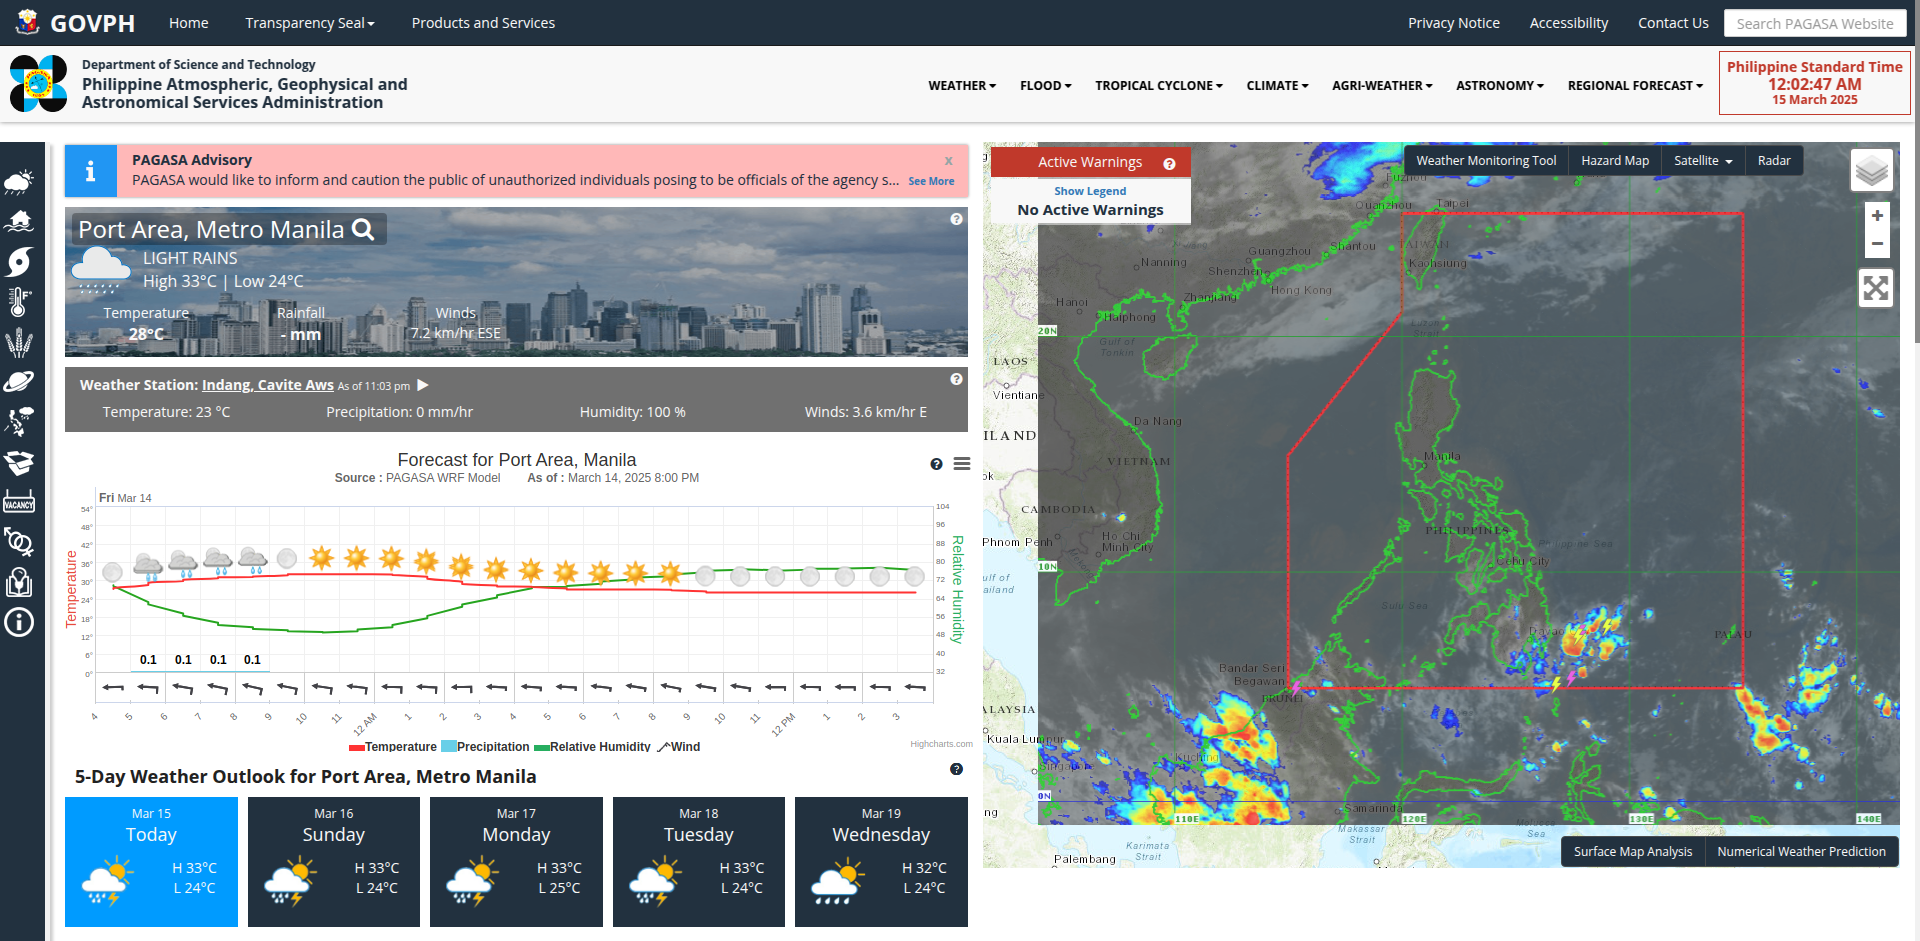 GOVPH
Home
Transparency Seal
Products and Services
Privacy Notice
Accessibility
Contact Us
Search PAGASA Website
Department of Science and Technology
Philippine Atmospheric, Geophysical and
Astronomical Services Administration
WEATHER
FLOOD
TROPICAL CYCLONE
CLIMATE
AGRI-WEATHER
ASTRONOMY
REGIONAL FORECAST
Philippine Standard Time
12:02:47 AM
15 March 2025
PAGASA Advisory
x
PAGASA would like to inform and caution the public of unauthorized individuals posing to be officials of the agency s... See More
Port Area, Metro Manila
LIGHT RAINS
High 33°C | Low 24°C
Temperature
Rainfall
Winds
28°C
- mm
7.2 km/hr ESE
Weather Station: Indang, Cavite Aws As of 11:03 pm
Temperature: 23 °C
Precipitation: 0 mm/hr
Humidity: 100 %
Winds: 3.6 km/hr E
Forecast for Port Area, Manila
Source : PAGASA WRF Model As of : March 14, 2025 8:00 PM
Fri Mar 14
54°
48°
42°
36°
30°
24°
18°
12°
6°
0°
Temperature
104
96
88
80
72
64
56
48
40
32
Relative Humidity
0.1
0.1
0.1
0.1
4
5
6
7
8
9
10
11
12 AM
1
2
3
4
5
6
7
8
9
10
11
12 PM
1
2
3
Temperature
Precipitation
Relative Humidity
Wind
Highcharts.com
5-Day Weather Outlook for Port Area, Metro Manila
Mar 15
Today
H 33°C
L 24°C
Mar 16
Sunday
H 33°C
L 24°C
Mar 17
Monday
H 33°C
L 25°C
Mar 18
Tuesday
H 33°C
L 24°C
Mar 19
Wednesday
H 32°C
L 24°C
VACANCY
Active Warnings
Show Legend
No Active Warnings
Weather Monitoring Tool
Hazard Map
Satellite
Radar
+
−
Fuzhou
Quanzhou
Taipei
TAIWAN
Kaohsiung
Shantou
Guangzhou
Shenzhen
Hong Kong
Nanning
Zhanjiang
Hanoi
Haiphong
Gulf of
Tonkin
Luzon
Strait
20N
LAOS
Vientiane
Da Nang
ILAND
VIETNAM
ok
CAMBODIA
Phnom Penh
Ho Chi
Minh City
10N
ulf of
ailand
Manila
PHILIPPINES
Philippine Sea
Cebu City
Sulu Sea
Davao
PALAU
Bandar Seri
Begawan
BRUNEI
ALAYSIA
Kuala Lumpur
Singapore
Kuching
0N
ng
110E
120E
130E
140E
Samarinda
Makassar
Strait
Molucca
Sea
Karimata
Strait
Palembang
Surface Map Analysis
Numerical Weather Prediction